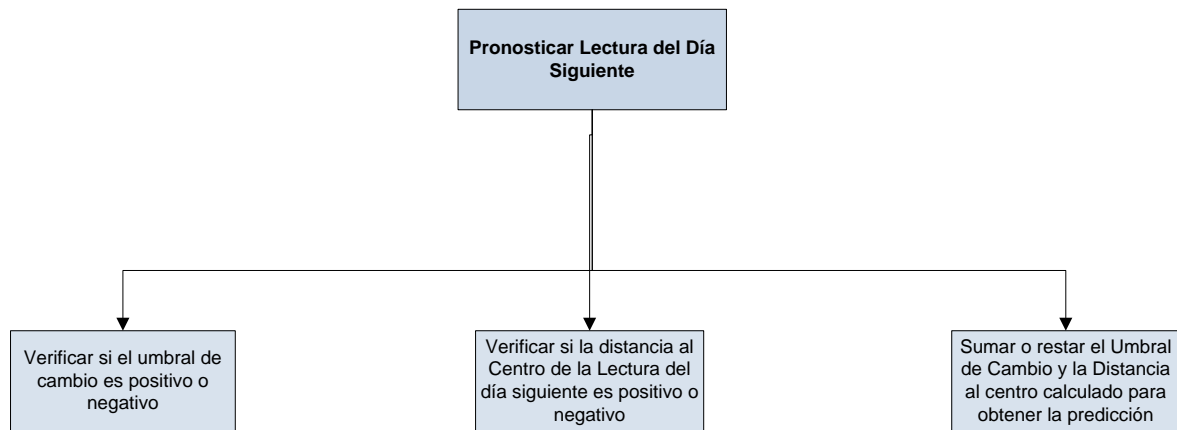 Pronosticar Lectura del Día
Siguiente
Verificar si el umbral de
cambio es positivo o
negativo
Verificar si la distancia al
Centro de la Lectura del
día siguiente es positivo o
negativo
Sumar o restar el Umbral
de Cambio y la Distancia
al centro calculado para
obtener la predicción